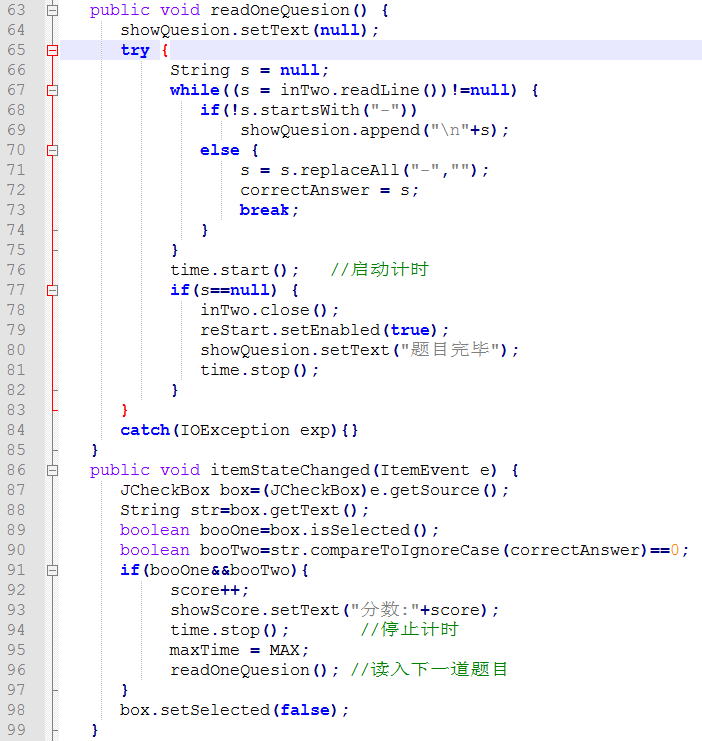 63 public void readOneQuesion() {
64 showQuesion.setText(null);
65 try {
66 String s = null;
67 while((s = inTwo.readLine())!=null) {
68 if(!s.startsWith("-"))
69 showQuesion.append("\n"+s);
70 else {
71 s = s.replaceAll("-","");
72 correctAnswer = s;
73 break;
74 }
75 }
76 time.start(); //启动计时
77 if(s==null) {
78 inTwo.close();
79 reStart.setEnabled(true);
80 showQuesion.setText("题目完毕");
81 time.stop();
82 }
83 }
84 catch(IOException exp){}
85 }
86 public void itemStateChanged(ItemEvent e) {
87 JCheckBox box=(JCheckBox)e.getSource();
88 String str=box.getText();
89 boolean booOne=box.isSelected();
90 boolean booTwo=str.compareToIgnoreCase(correctAnswer)==0;
91 if(booOne&&booTwo){
92 score++;
93 showScore.setText("分数:"+score);
94 time.stop(); //停止计时
95 maxTime = MAX;
96 readOneQuesion(); //读入下一道题目
97 }
98 box.setSelected(false);
99 }